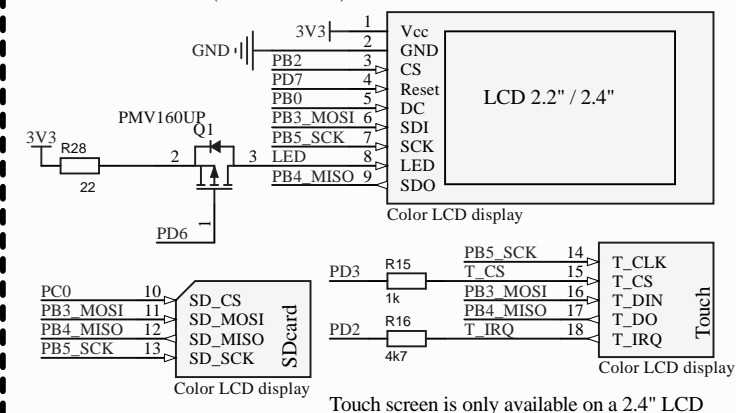 3V3 1 Vcc
GND 2 GND
PB2 3 CS
PD7 4 Reset
PB0 5 DC
PB3_MOSI 6 SDI
PB5_SCK 7 SCK
LED 8 LED
PB4_MISO 9 SDO
LCD 2.2" / 2.4"
Color LCD display
PMV160UP
Q1
3V3
R28
22
2
3
1
PD6
PC0 10 SD_CS
PB3_MOSI 11 SD_MOSI
PB4_MISO 12 SD_MISO
PB5_SCK 13 SD_SCK
SDcard
Color LCD display
PD3
R15
1k
PD2
R16
4k7
PB5_SCK 14 T_CLK
T_CS 15 T_CS
PB3_MOSI 16 T_DIN
PB4_MISO 17 T_DO
T_IRQ 18 T_IRQ
Touch
Color LCD display
Touch screen is only available on a 2.4" LCD